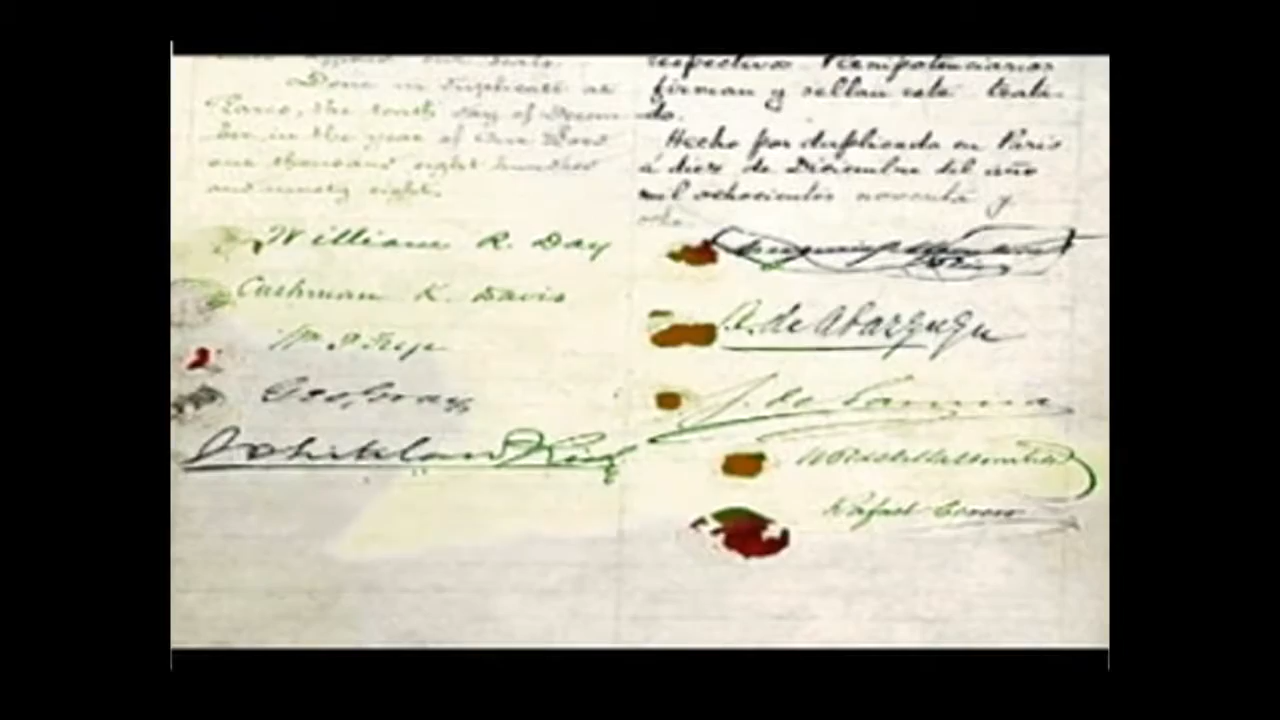 Done in duplicate at
Paris, the tenth day of Decem
ber, in the year of Our Lord
one thousand eight hundred
and ninety eight.
William R. Day
Cushman K. Davis
Wm P. Frye
Geo. Gray
Whitelaw Reid
respectivos Plenipotenciarios
firman y sellan este trata-
do.
Hecho por duplicado en Paris
á diez de Diciembre del año
mil ochocientos noventa y
ocho.
B. de Abarzuza
J. de Garnica
Rafael Cerero